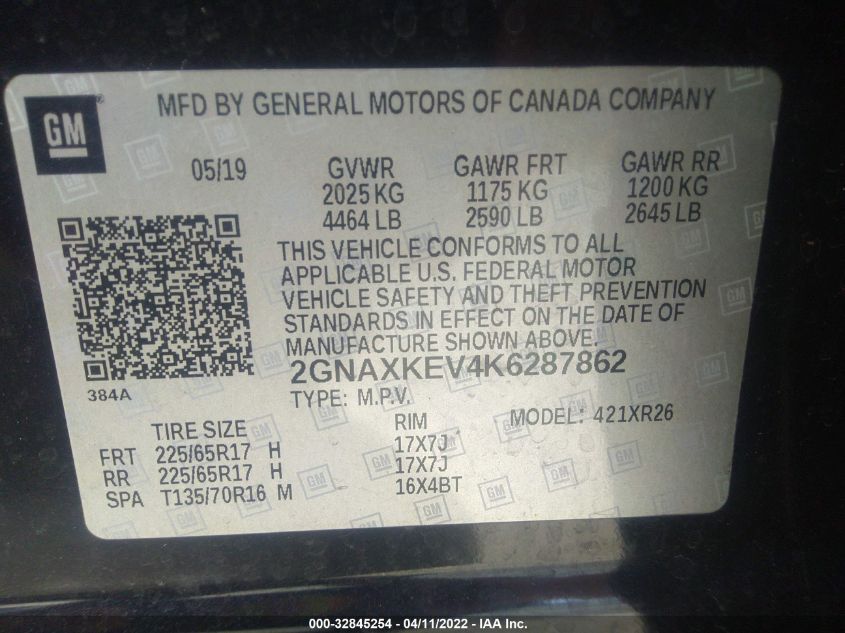 GM
MFD BY GENERAL MOTORS OF CANADA COMPANY
05/19 GVWR GAWR FRT GAWR RR
2025 KG 1175 KG 1200 KG
4464 LB 2590 LB 2645 LB
THIS VEHICLE CONFORMS TO ALL
APPLICABLE U.S. FEDERAL MOTOR
VEHICLE SAFETY AND THEFT PREVENTION
STANDARDS IN EFFECT ON THE DATE OF
MANUFACTURE SHOWN ABOVE.
2GNAXKEV4K6287862
384A
TYPE: M.P.V.
MODEL: 421XR26
TIRE SIZE RIM
FRT 225/65R17 H 17X7J
RR 225/65R17 H 17X7J
SPA T135/70R16 M 16X4BT
000-32845254 - 04/11/2022 - IAA Inc.